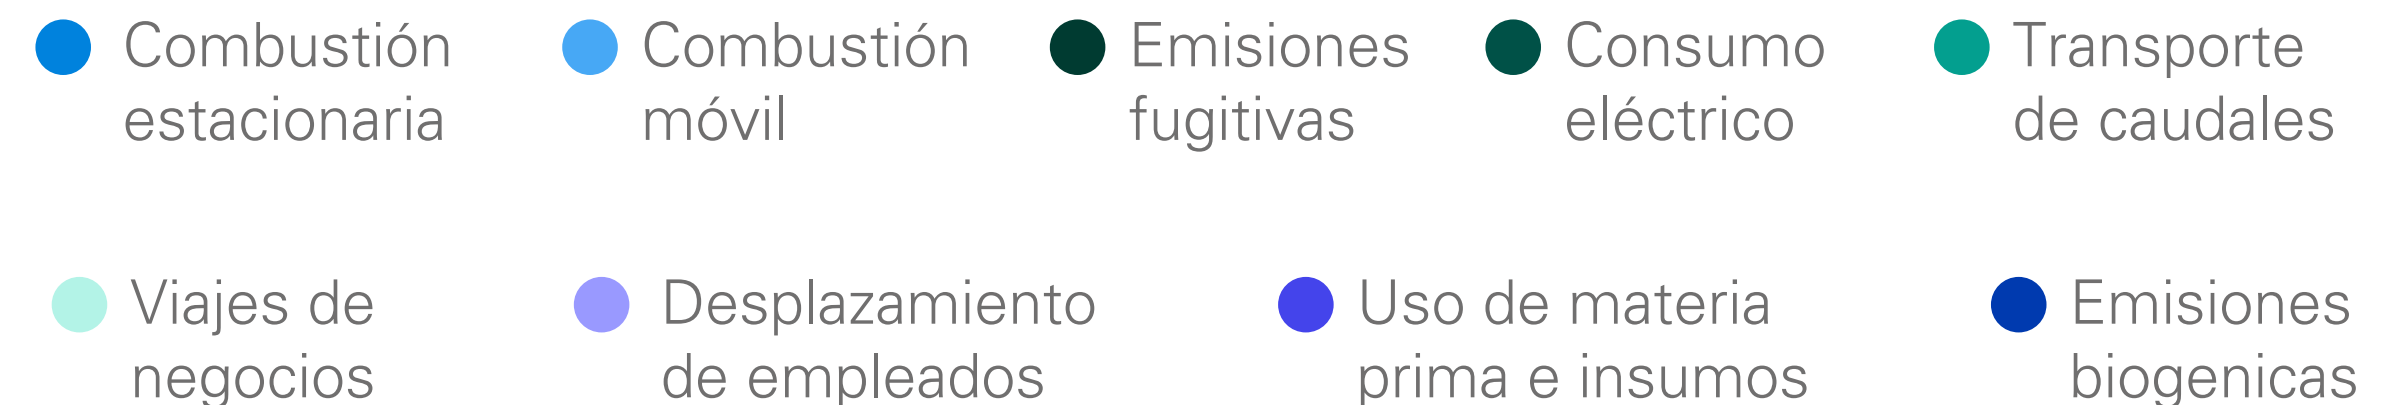 Combustión estacionaria
Combustión móvil
Emisiones fugitivas
Consumo eléctrico
Transporte de caudales
Viajes de negocios
Desplazamiento de empleados
Uso de materia prima e insumos
Emisiones biogenicas